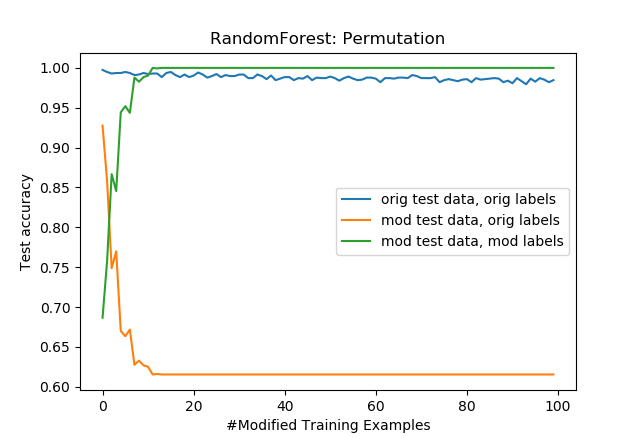 RandomForest: Permutation
1.00
0.95
0.90
0.85
0.80
0.75
0.70
0.65
0.60
Test accuracy
orig test data, orig labels
mod test data, orig labels
mod test data, mod labels
0 20 40 60 80 100
#Modified Training Examples